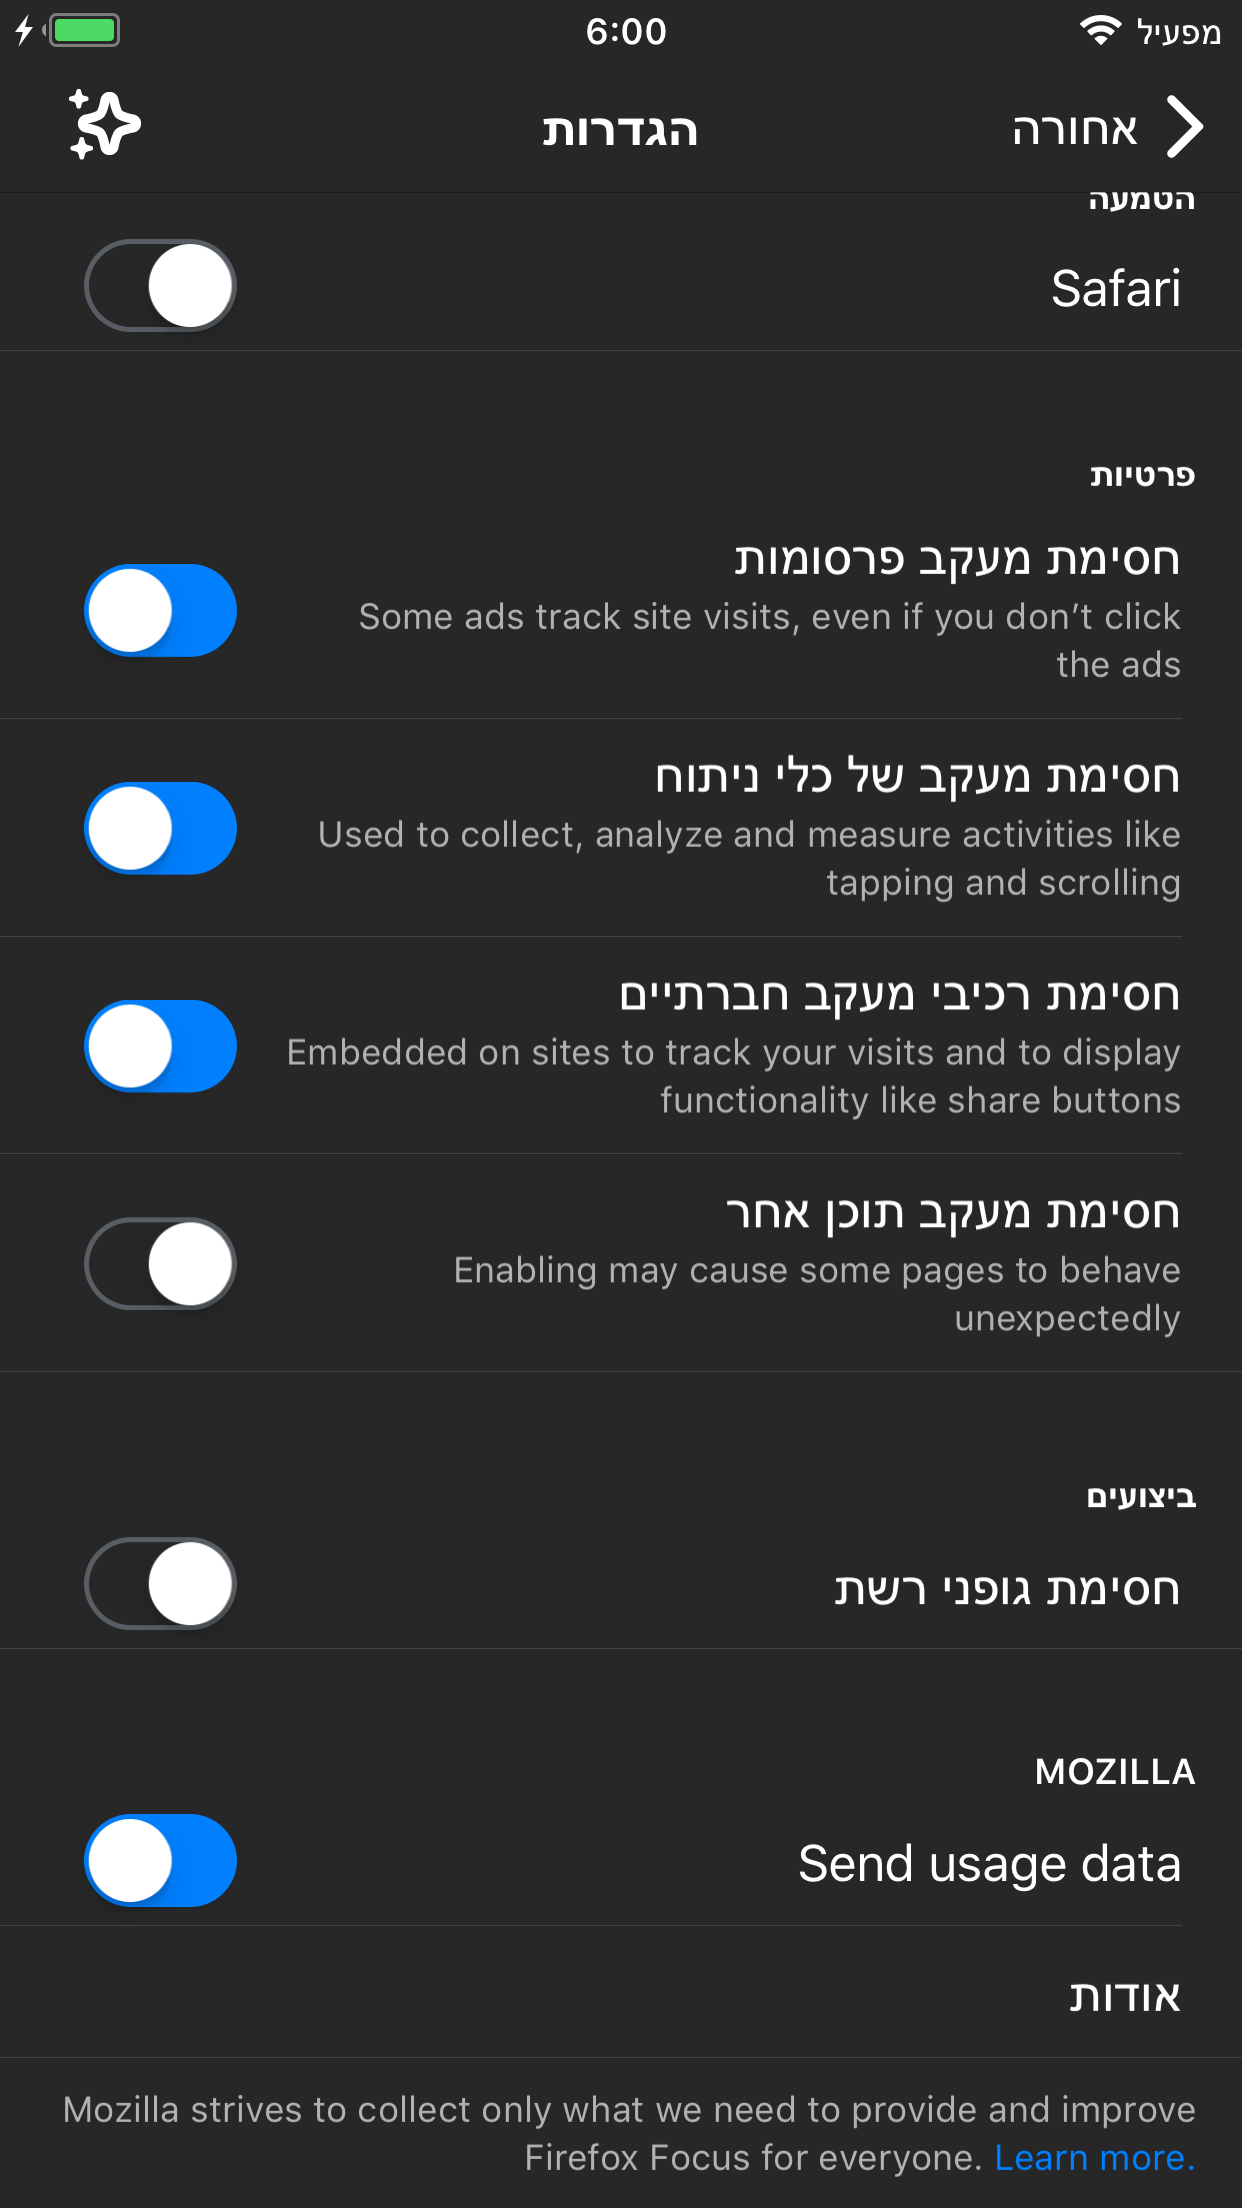 6:00
מפעיל
אחורה
הגדרות
הטמעה
Safari
פרטיות
חסימת מעקב פרסומות
Some ads track site visits, even if you don’t click
the ads
חסימת מעקב של כלי ניתוח
Used to collect, analyze and measure activities like
tapping and scrolling
חסימת רכיבי מעקב חברתיים
Embedded on sites to track your visits and to display
functionality like share buttons
חסימת מעקב תוכן אחר
Enabling may cause some pages to behave
unexpectedly
ביצועים
חסימת גופני רשת
MOZILLA
Send usage data
אודות
Mozilla strives to collect only what we need to provide and improve
Firefox Focus for everyone. Learn more.